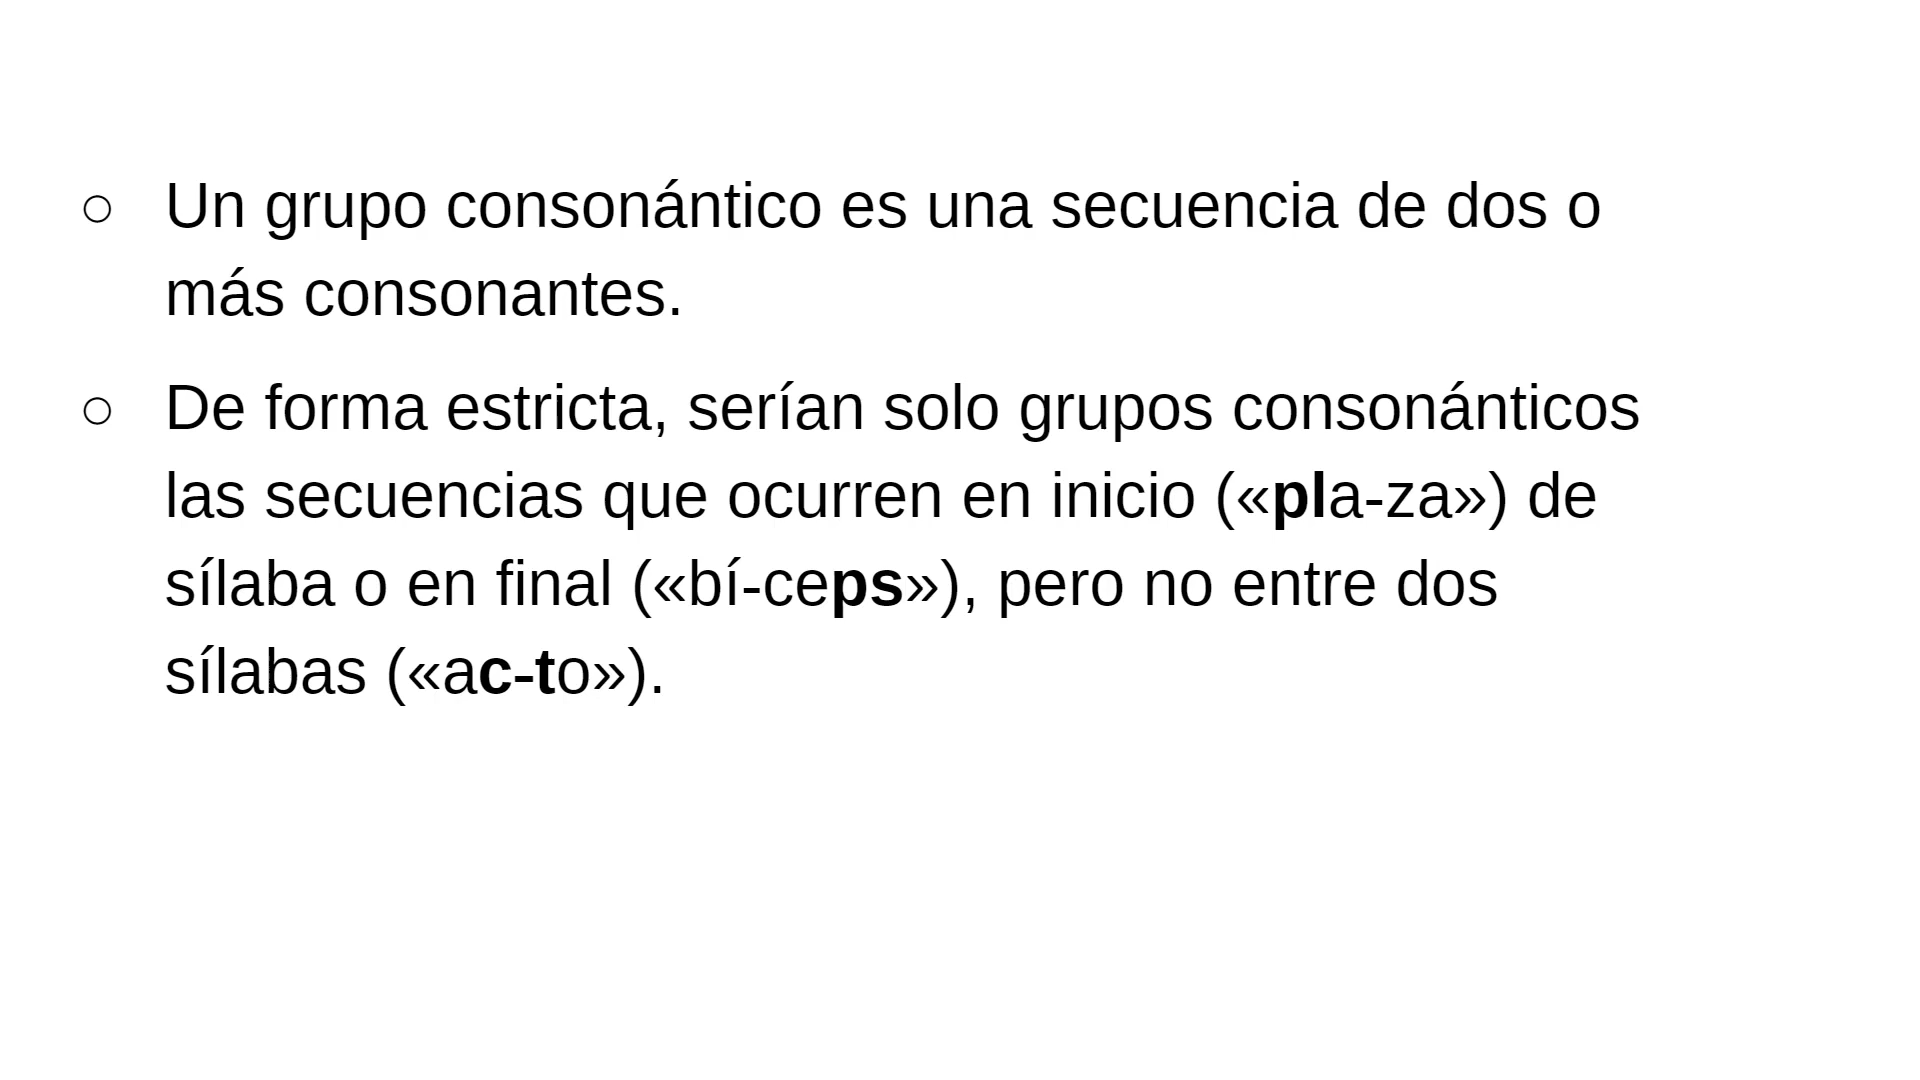 ○ Un grupo consonántico es una secuencia de dos o
más consonantes.
○ De forma estricta, serían solo grupos consonánticos
las secuencias que ocurren en inicio («pla-za») de
sílaba o en final («bí-ceps»), pero no entre dos
sílabas («ac-to»).